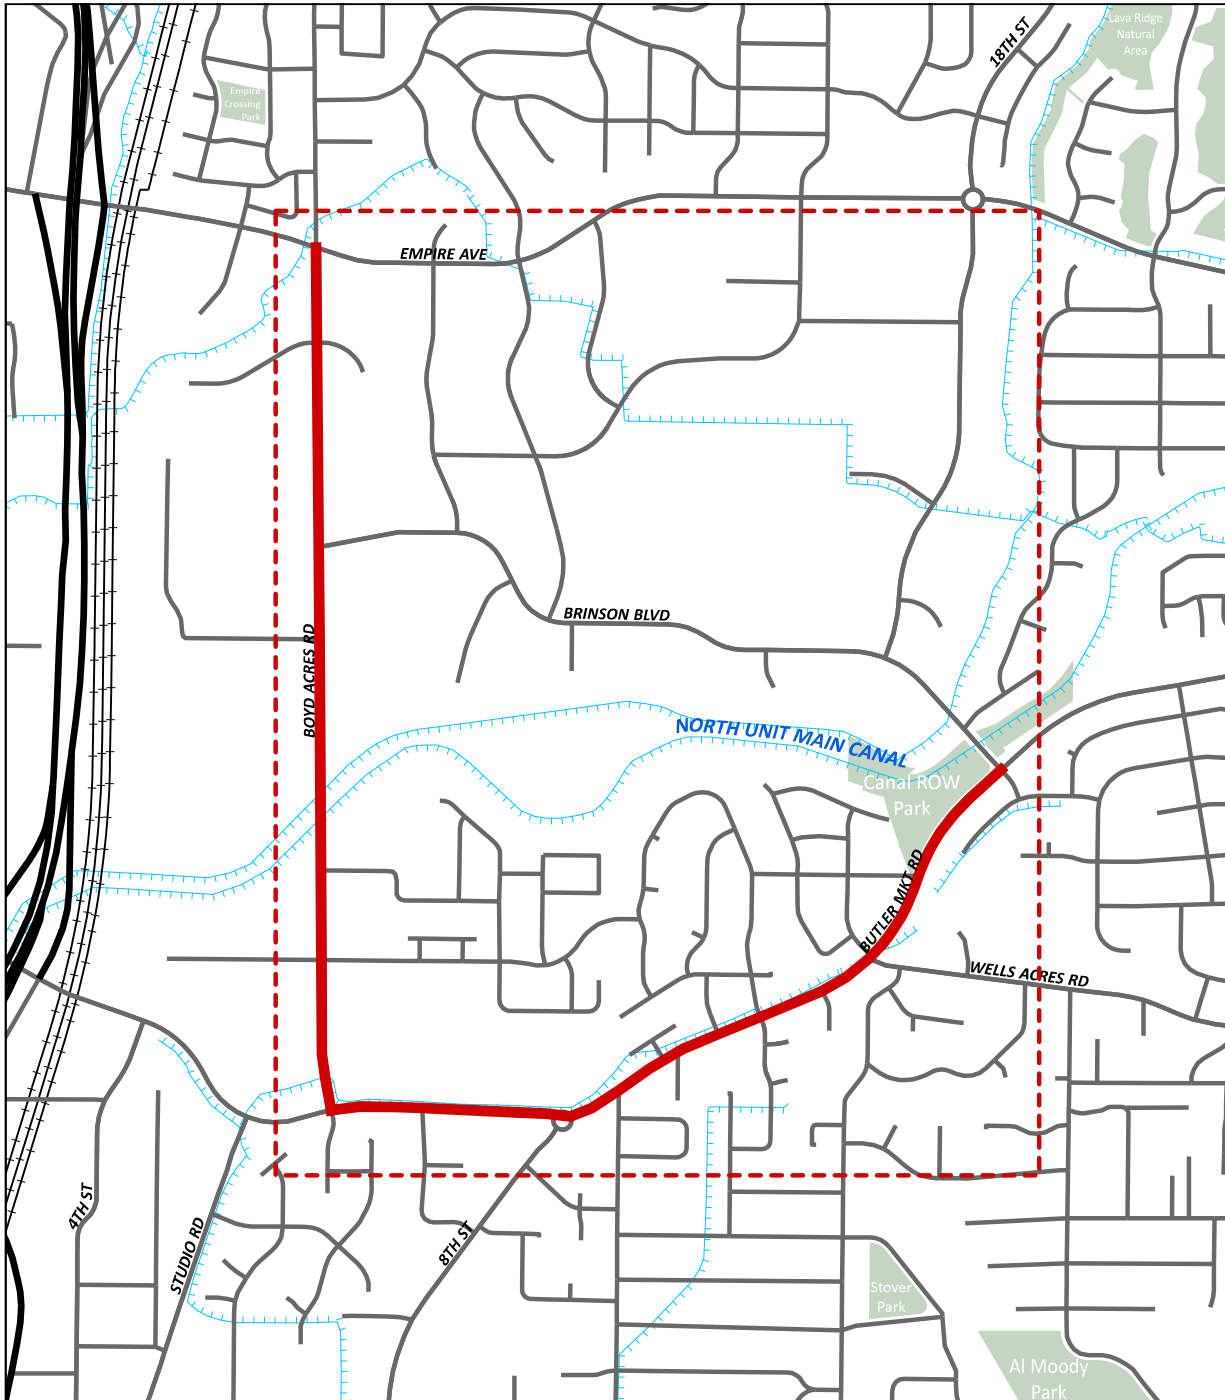 Lava Ridge
Natural
Area
18TH ST
Empire
Crossing
Park
EMPIRE AVE
BRINSON BLVD
BOYD ACRES RD
NORTH UNIT MAIN CANAL
Canal ROW
Park
BUTLER MKT RD
WELLS ACRES RD
4TH ST
STUDIO RD
8TH ST
Stover
Park
Al Moody
Park